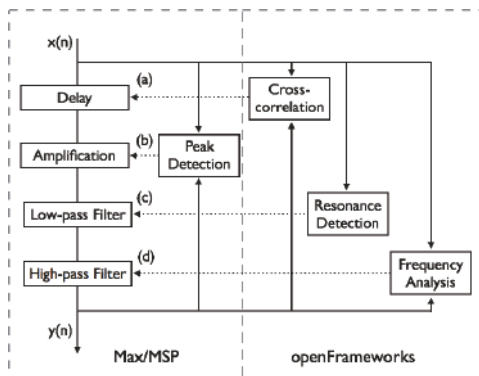 x(n)
(a)
Delay
Cross-
correlation
(b)
Amplification
Peak
Detection
(c)
Low-pass Filter
Resonance
Detection
(d)
High-pass Filter
Frequency
Analysis
y(n)
Max/MSP
openFrameworks